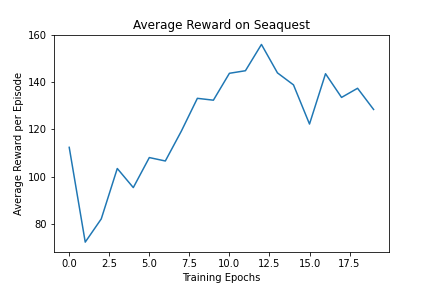 Average Reward on Seaquest
160
140
120
100
80
Average Reward per Episode
0.0 2.5 5.0 7.5 10.0 12.5 15.0 17.5
Training Epochs